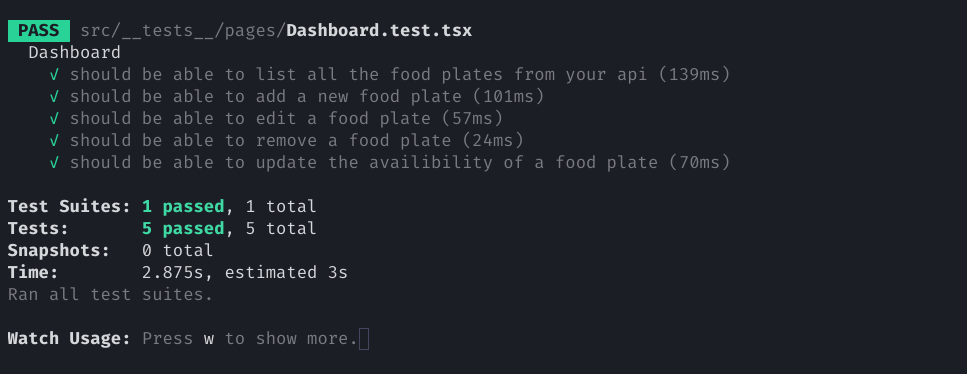 PASS src/__tests__/pages/Dashboard.test.tsx
Dashboard
√ should be able to list all the food plates from your api (139ms)
√ should be able to add a new food plate (101ms)
√ should be able to edit a food plate (57ms)
√ should be able to remove a food plate (24ms)
√ should be able to update the availibility of a food plate (70ms)
Test Suites: 1 passed, 1 total
Tests: 5 passed, 5 total
Snapshots: 0 total
Time: 2.875s, estimated 3s
Ran all test suites.
Watch Usage: Press w to show more.